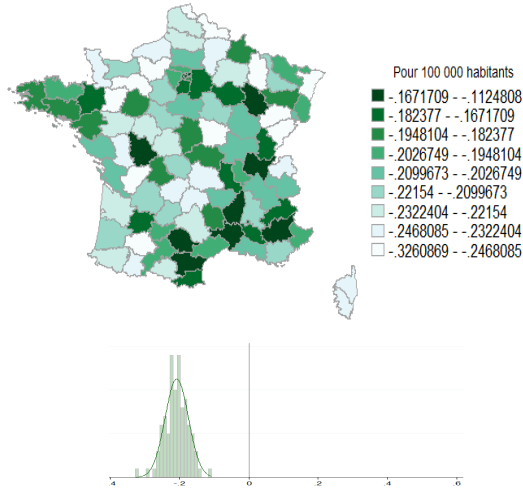 Pour 100 000 habitants
-.1671709 - -.1124808
-.182377 - -.1671709
-.1948104 - -.182377
-.2026749 - -.1948104
-.2099673 - -.2026749
-.22154 - -.2099673
-.2322404 - -.22154
-.2468085 - -.2322404
-.3260869 - -.2468085
.4 -.2 0 .2 .4 .6